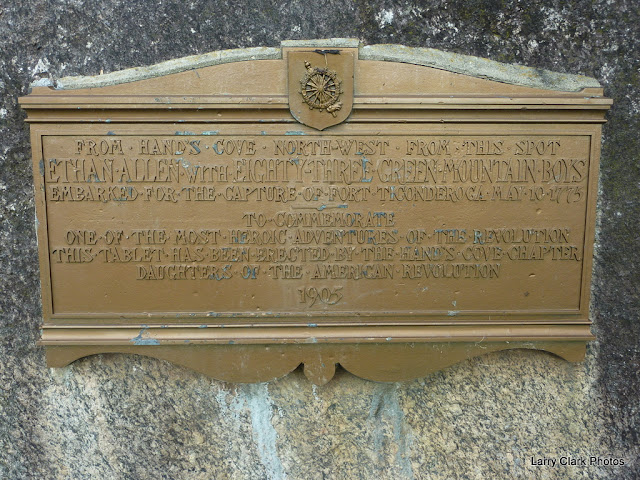 FROM · HAND'S · COVE · NORTH-WEST · FROM · THIS · SPOT
ETHAN · ALLEN · WITH · EIGHTY · THREE · GREEN · MOUNTAIN · BOYS
EMBARKED · FOR · THE · CAPTURE · OF · FORT · TICONDEROGA · MAY · 10 · 1775
TO · COMMEMORATE
ONE · OF · THE · MOST · HEROIC · ADVENTURES · OF · THE · REVOLUTION
THIS · TABLET · HAS · BEEN · ERECTED · BY · THE · HAND'S · COVE · CHAPTER
DAUGHTERS · OF · THE · AMERICAN · REVOLUTION
1905
Larry Clark Photos